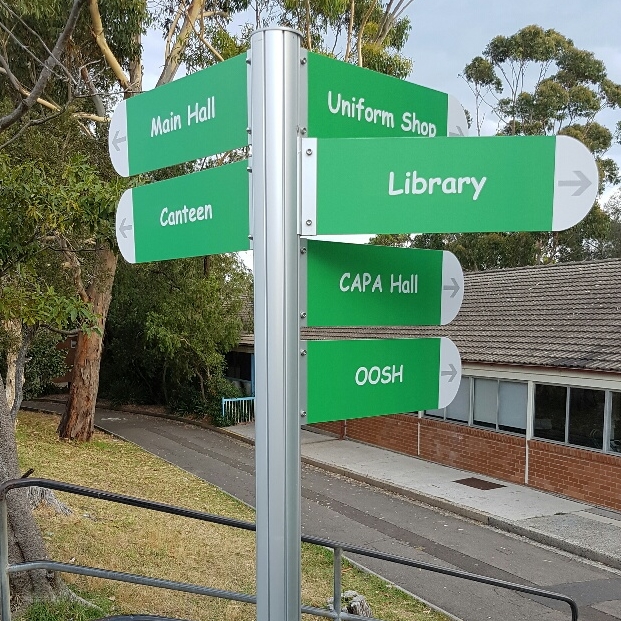 Main Hall
Canteen
Uniform Shop
Library
CAPA Hall
OOSH